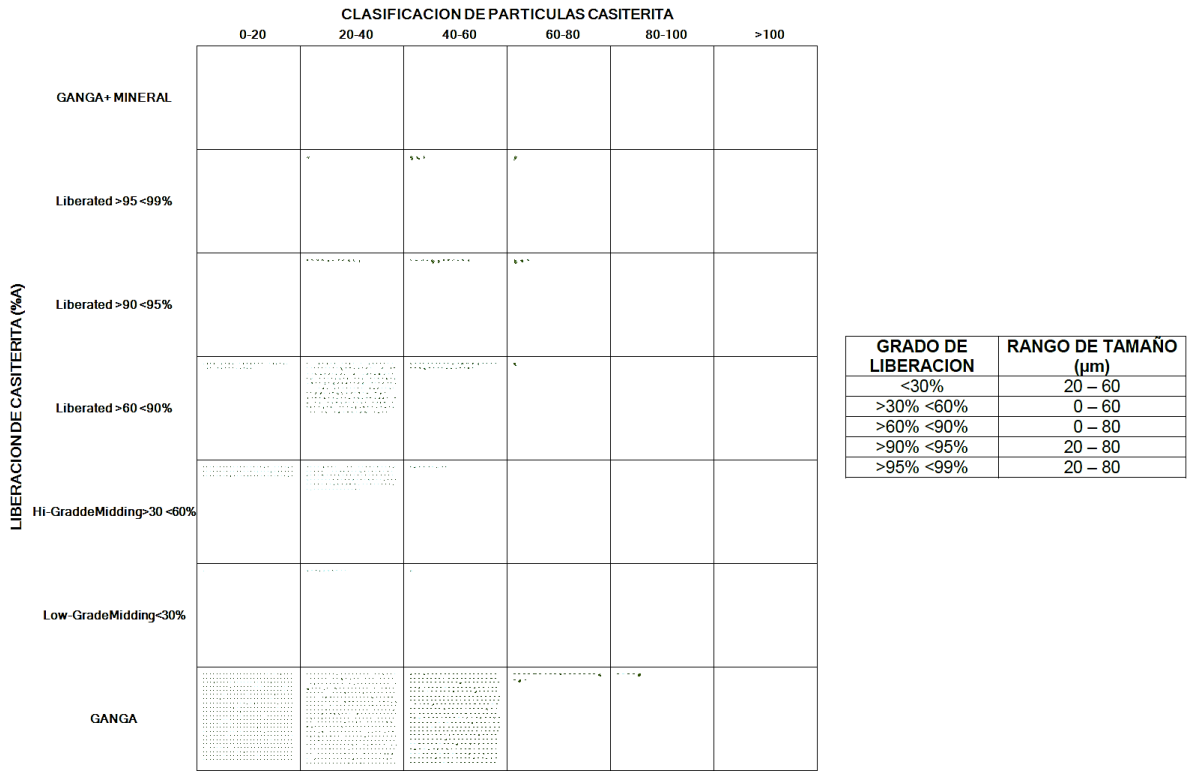 CLASIFICACION DE PARTICULAS CASITERITA
0-20 20-40 40-60 60-80 80-100 >100
LIBERACION DE CASITERITA (%A)
GANGA+ MINERAL
Liberated >95 <99%
Liberated >90 <95%
Liberated >60 <90%
Hi-GraddeMidding>30 <60%
Low-GradeMidding<30%
GANGA
GRADO DE LIBERACION RANGO DE TAMAÑO (µm)
<30% 20 – 60
>30% <60% 0 – 60
>60% <90% 0 – 80
>90% <95% 20 – 80
>95% <99% 20 – 80